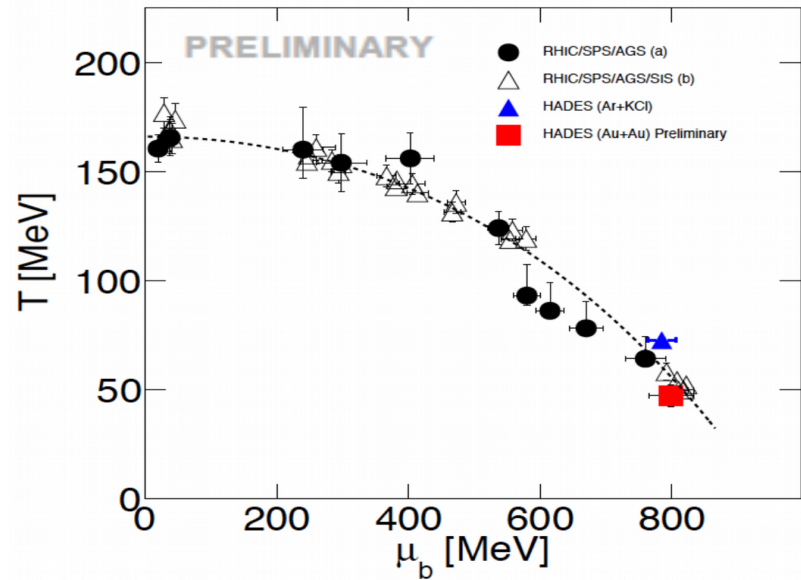 PRELIMINARY
RHIC/SPS/AGS (a)
RHIC/SPS/AGS/SIS (b)
HADES (Ar+KCl)
HADES (Au+Au) Preliminary
T [MeV]
200
150
100
50
0
0 200 400 600 800
μb [MeV]